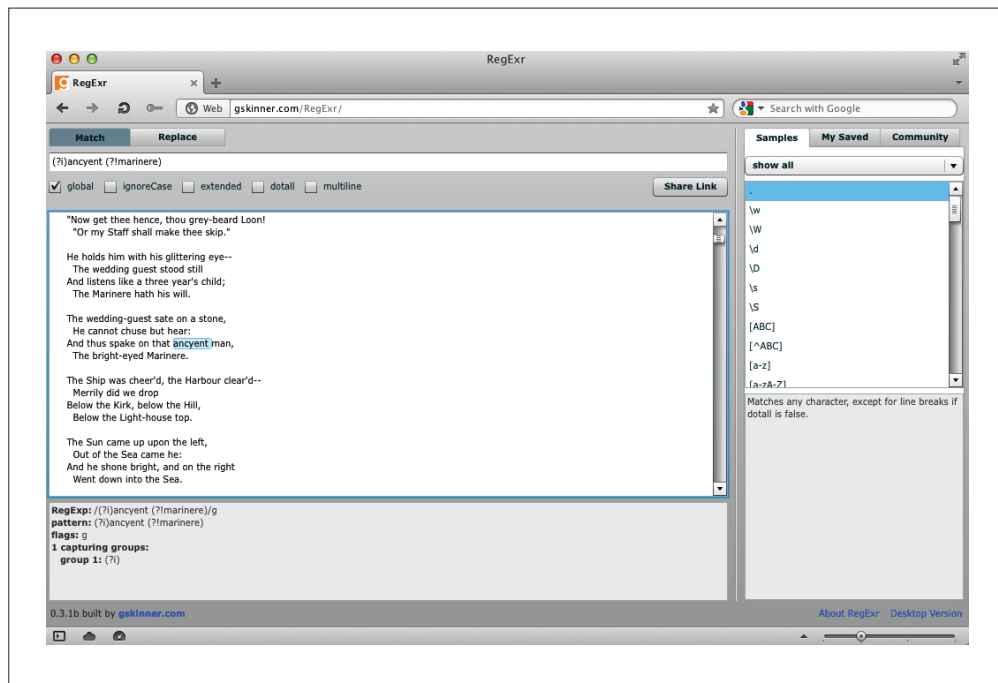 RegExr
RegExr
Web gskinner.com/RegExr/
Search with Google
Match Replace
(?i)ancyent (?!marinere)
global ignoreCase extended dotall multiline
Share Link
"Now get thee hence, thou grey-beard Loon!
"Or my Staff shall make thee skip."
He holds him with his glittering eye--
The wedding guest stood still
And listens like a three year's child;
The Marinere hath his will.
The wedding-guest sate on a stone,
He cannot chuse but hear:
And thus spake on that ancyent man,
The bright-eyed Marinere.
The Ship was cheer'd, the Harbour clear'd--
Merrily did we drop
Below the Kirk, below the Hill,
Below the Light-house top.
The Sun came up upon the left,
Out of the Sea came he:
And he shone bright, and on the right
Went down into the Sea.
RegExp: /(?i)ancyent (?!marinere)/g
pattern: (?i)ancyent (?!marinere)
flags: g
1 capturing groups:
group 1: (?i)
Samples My Saved Community
show all
.
\w
\W
\d
\D
\s
\S
[ABC]
[^ABC]
[a-z]
[a-zA-Z]
Matches any character, except for line breaks if
dotall is false.
0.3.1b built by gskinner.com
About RegExr Desktop Version